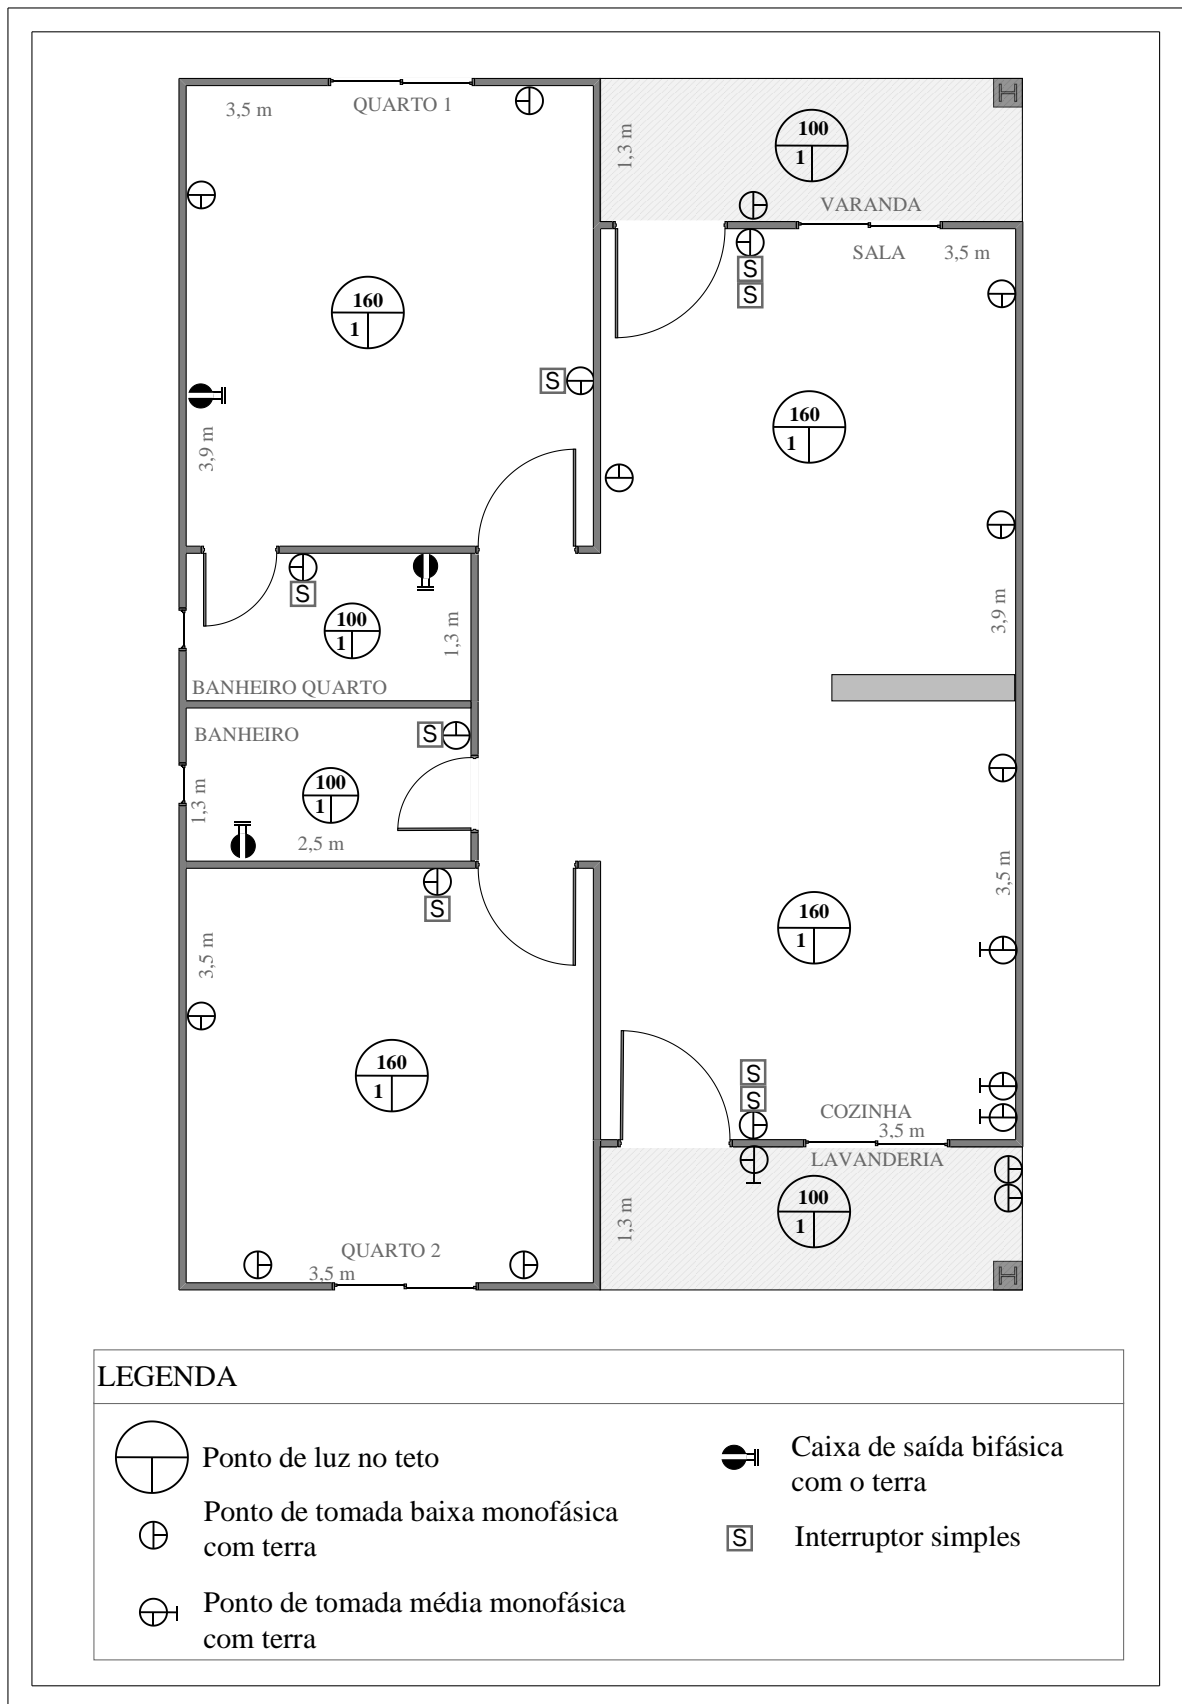 3,5 m
QUARTO 1
1,3 m
100
1
VARANDA
SALA
3,5 m
S
S
160
1
S
160
1
3,9 m
S
100
1
1,3 m
3,9 m
BANHEIRO QUARTO
BANHEIRO
S
100
1
1,3 m
2,5 m
3,5 m
S
3,5 m
160
1
160
1
S
S
COZINHA
3,5 m
LAVANDERIA
100
1
1,3 m
QUARTO 2
3,5 m
LEGENDA
Ponto de luz no teto
Ponto de tomada baixa monofásica
com terra
Ponto de tomada média monofásica
com terra
Caixa de saída bifásica
com o terra
S
Interruptor simples